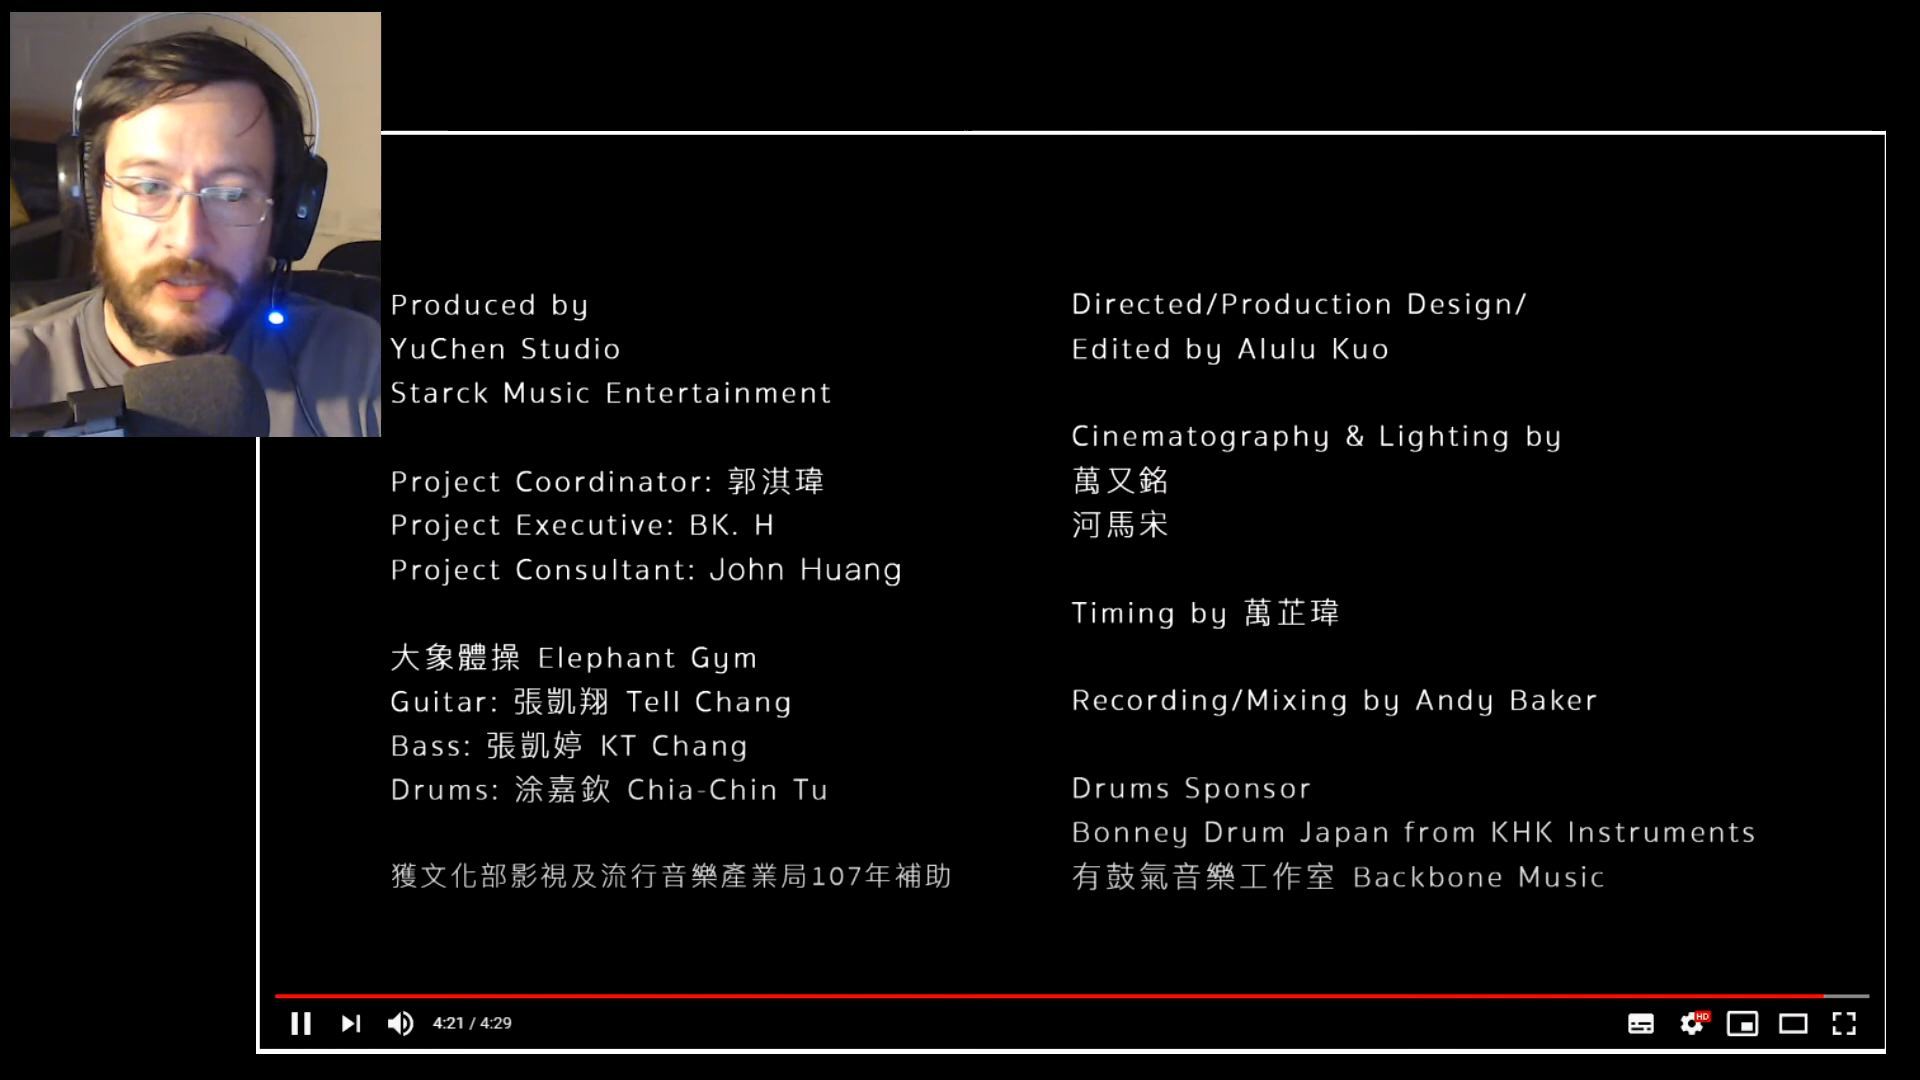 Produced by
YuChen Studio
Starck Music Entertainment
Project Coordinator: 郭淇瑋
Project Executive: BK. H
Project Consultant: John Huang
大象體操 Elephant Gym
Guitar: 張凱翔 Tell Chang
Bass: 張凱婷 KT Chang
Drums: 涂嘉欽 Chia-Chin Tu
獲文化部影視及流行音樂產業局107年補助
Directed/Production Design/
Edited by Alulu Kuo
Cinematography & Lighting by
萬又銘
河馬宋
Timing by 萬芷瑋
Recording/Mixing by Andy Baker
Drums Sponsor
Bonney Drum Japan from KHK Instruments
有鼓氣音樂工作室 Backbone Music
4:21 / 4:29
HD